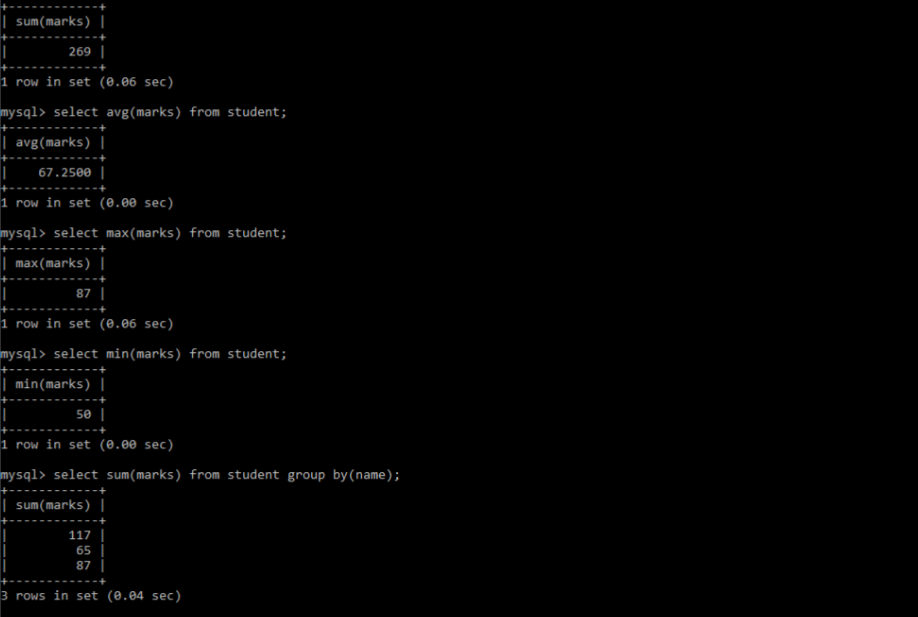 +------------+
| sum(marks) |
+------------+
|        269 |
+------------+
1 row in set (0.06 sec)
mysql> select avg(marks) from student;
+------------+
| avg(marks) |
+------------+
|    67.2500 |
+------------+
1 row in set (0.00 sec)
mysql> select max(marks) from student;
+------------+
| max(marks) |
+------------+
|         87 |
+------------+
1 row in set (0.06 sec)
mysql> select min(marks) from student;
+------------+
| min(marks) |
+------------+
|         50 |
+------------+
1 row in set (0.00 sec)
mysql> select sum(marks) from student group by(name);
+------------+
| sum(marks) |
+------------+
|        117 |
|         65 |
|         87 |
+------------+
3 rows in set (0.04 sec)